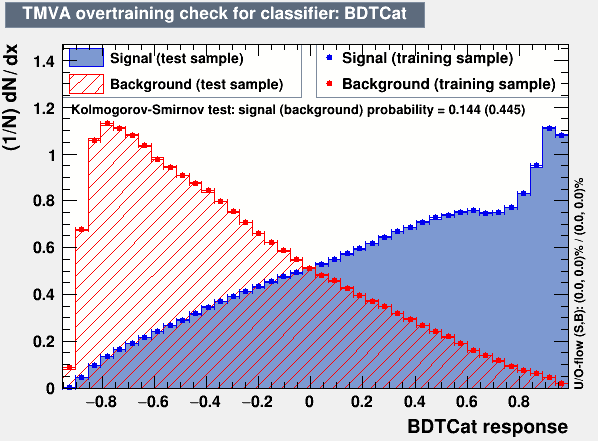 TMVA overtraining check for classifier: BDTCat
(1/N) dN / dx
Signal (test sample)
Background (test sample)
Signal (training sample)
Background (training sample)
Kolmogorov-Smirnov test: signal (background) probability = 0.144 (0.445)
1.4
1.2
1
0.8
0.6
0.4
0.2
0
−0.8 −0.6 −0.4 −0.2 0 0.2 0.4 0.6 0.8
BDTCat response
U/O-flow (S,B): (0.0, 0.0)% / (0.0, 0.0)%